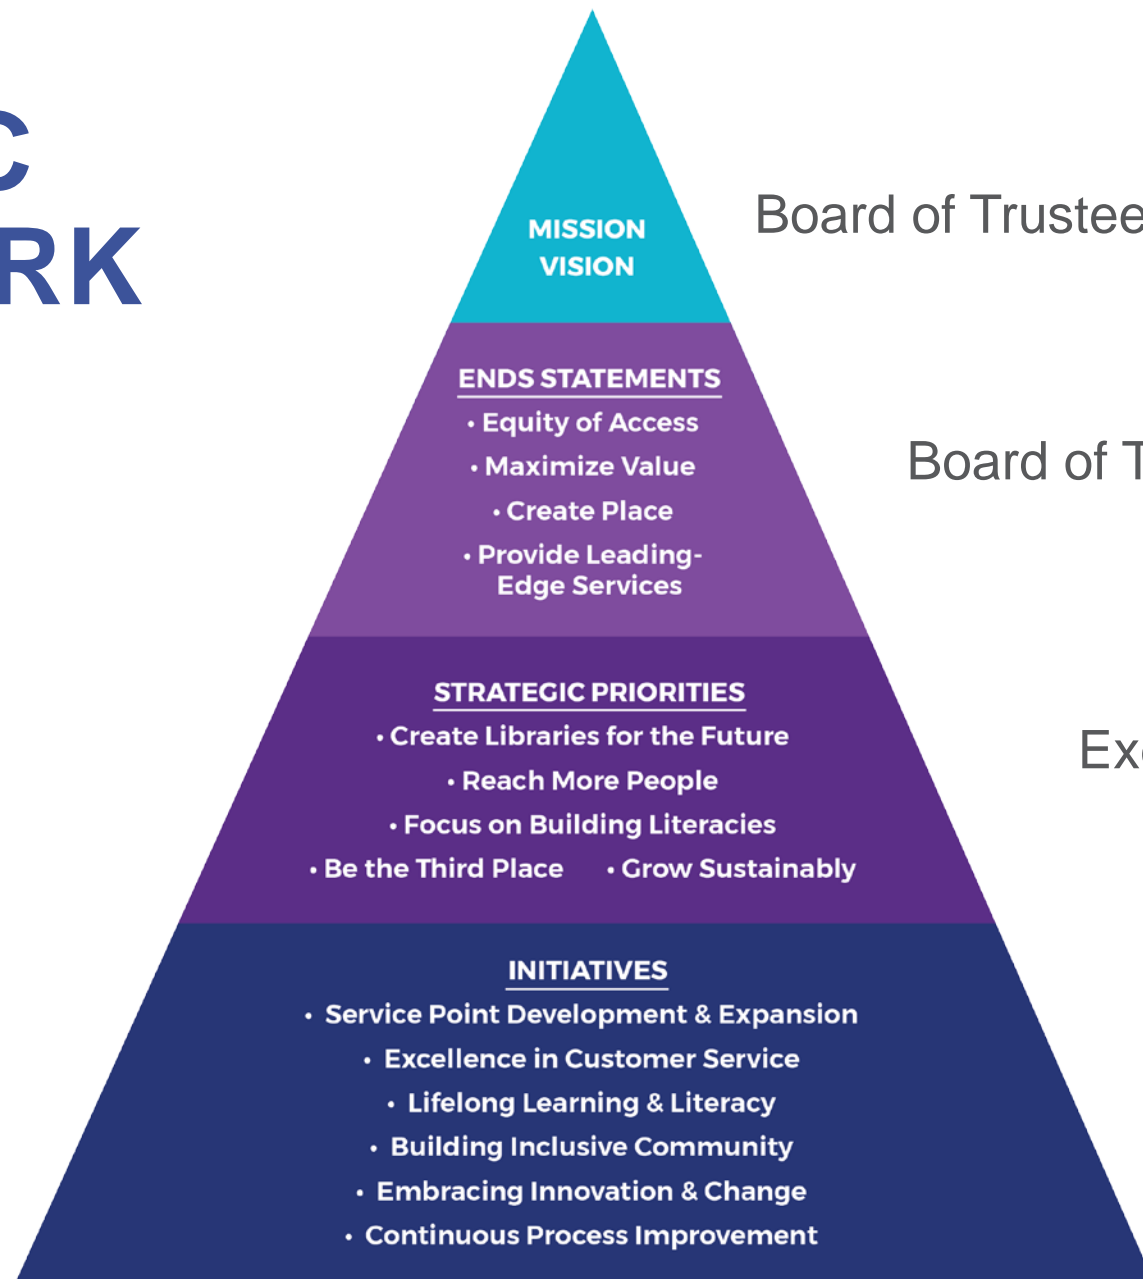 C
RK
MISSION
VISION
Board of Trustee
ENDS STATEMENTS
• Equity of Access
• Maximize Value
• Create Place
• Provide Leading-
Edge Services
Board of T
STRATEGIC PRIORITIES
• Create Libraries for the Future
• Reach More People
• Focus on Building Literacies
• Be the Third Place • Grow Sustainably
Exe
INITIATIVES
• Service Point Development & Expansion
• Excellence in Customer Service
• Lifelong Learning & Literacy
• Building Inclusive Community
• Embracing Innovation & Change
• Continuous Process Improvement